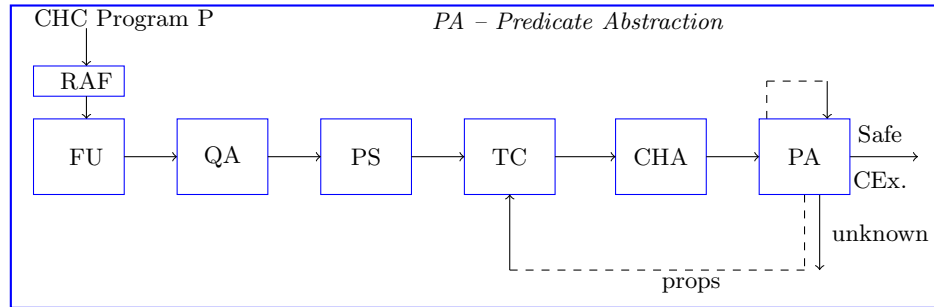 CHC Program P
PA – Predicate Abstraction
RAF
FU
QA
PS
TC
CHA
PA
Safe
CEx.
unknown
props